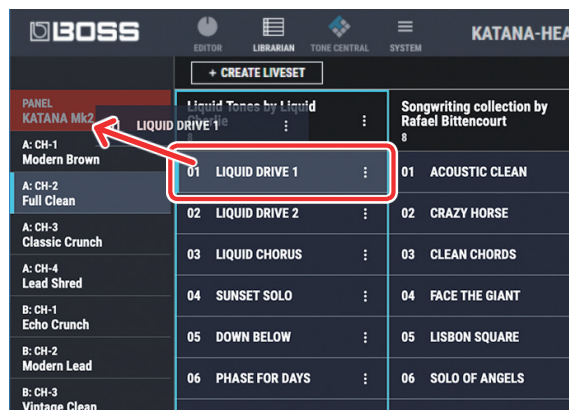 BOSS
EDITOR
LIBRARIAN
TONE CENTRAL
SYSTEM
KATANA-HEA
+ CREATE LIVESET
PANEL
KATANA Mk2
A: CH-1
Modern Brown
A: CH-2
Full Clean
A: CH-3
Classic Crunch
A: CH-4
Lead Shred
B: CH-1
Echo Crunch
B: CH-2
Modern Lead
B: CH-3
Vintage Clean
LIQUID DRIVE 1
Liquid Tones by Liquid
Charlie
8
01 LIQUID DRIVE 1
02 LIQUID DRIVE 2
03 LIQUID CHORUS
04 SUNSET SOLO
05 DOWN BELOW
06 PHASE FOR DAYS
Songwriting collection by
Rafael Bittencourt
8
01 ACOUSTIC CLEAN
02 CRAZY HORSE
03 CLEAN CHORDS
04 FACE THE GIANT
05 LISBON SQUARE
06 SOLO OF ANGELS